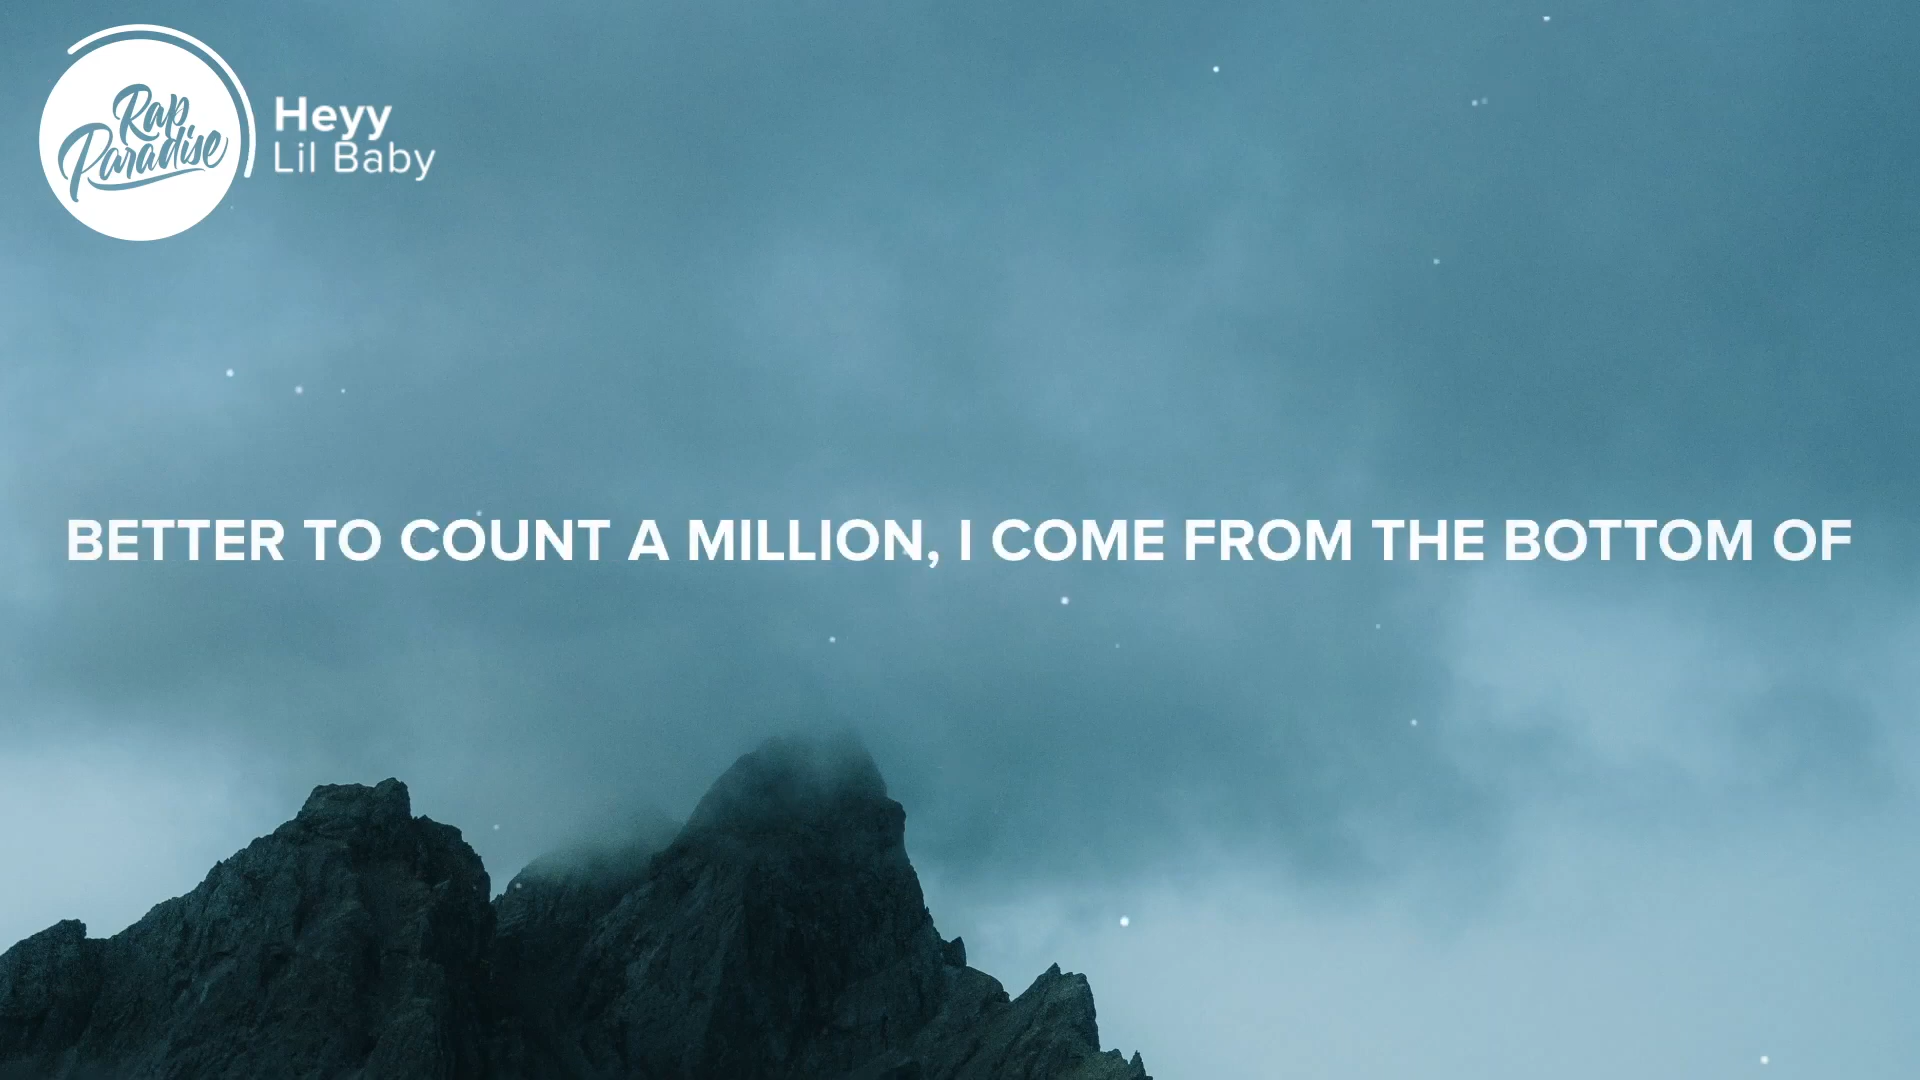 Rap
Paradise
Heyy
Lil Baby
BETTER TO COUNT A MILLION, I COME FROM THE BOTTOM OF